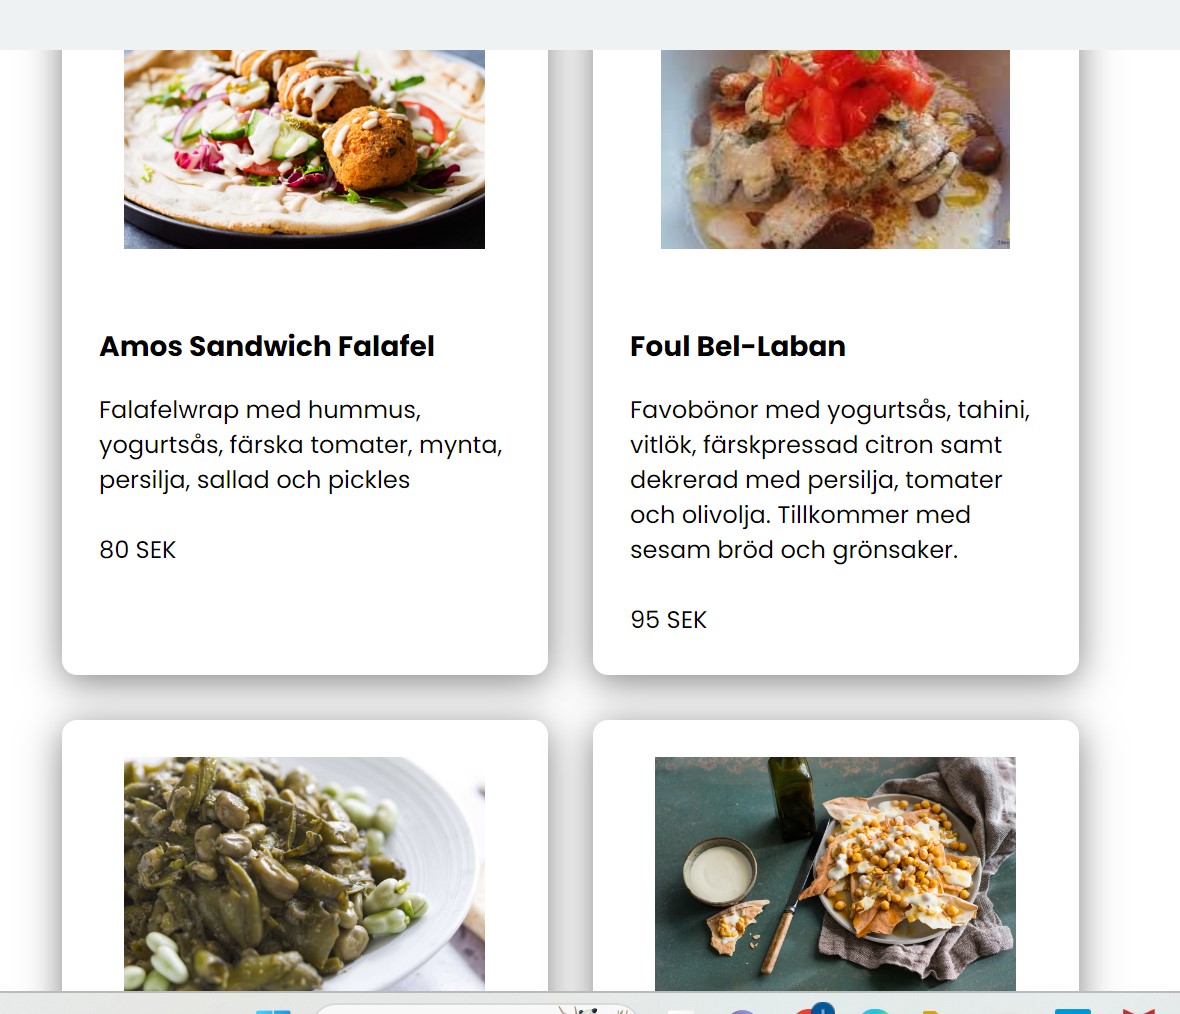 Amos Sandwich Falafel
Falafelwrap med hummus,
yogurtsås, färska tomater, mynta,
persilja, sallad och pickles
80 SEK
Foul Bel-Laban
Favobönor med yogurtsås, tahini,
vitlök, färskpressad citron samt
dekrerad med persilja, tomater
och olivolja. Tillkommer med
sesam bröd och grönsaker.
95 SEK